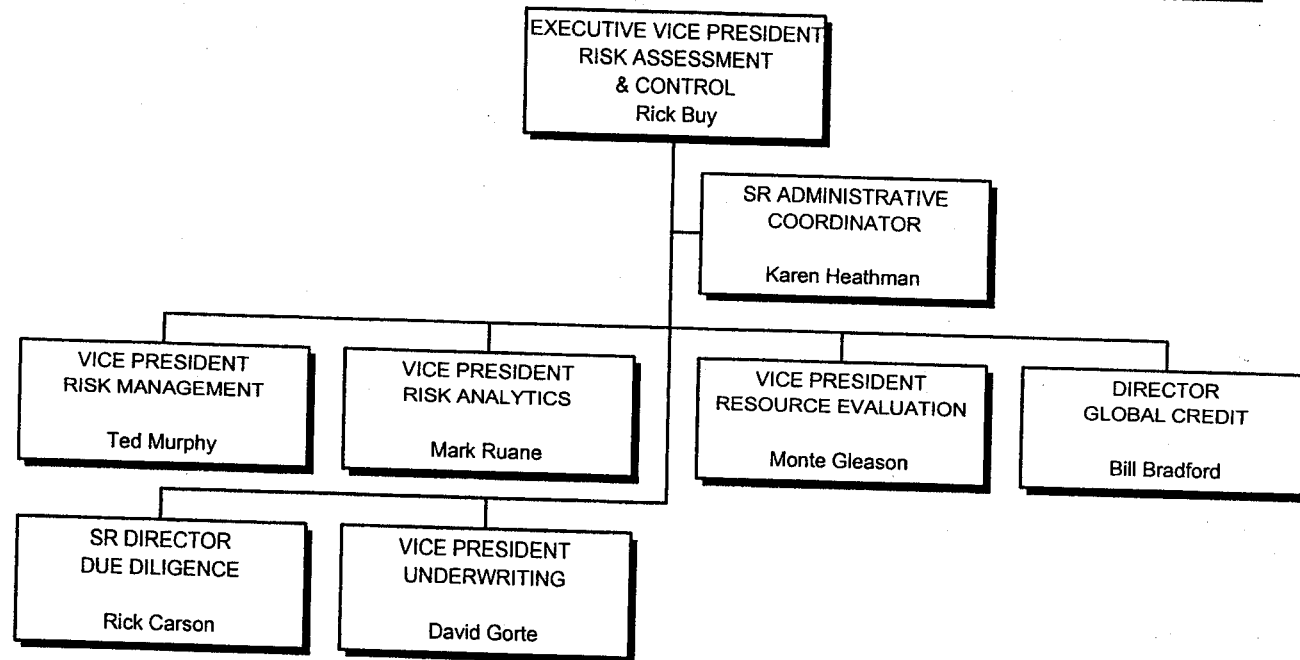 EXECUTIVE VICE PRESIDENT
RISK ASSESSMENT
& CONTROL
Rick Buy
SR ADMINISTRATIVE
COORDINATOR
Karen Heathman
VICE PRESIDENT
RISK MANAGEMENT
Ted Murphy
VICE PRESIDENT
RISK ANALYTICS
Mark Ruane
VICE PRESIDENT
RESOURCE EVALUATION
Monte Gleason
DIRECTOR
GLOBAL CREDIT
Bill Bradford
SR DIRECTOR
DUE DILIGENCE
Rick Carson
VICE PRESIDENT
UNDERWRITING
David Gorte